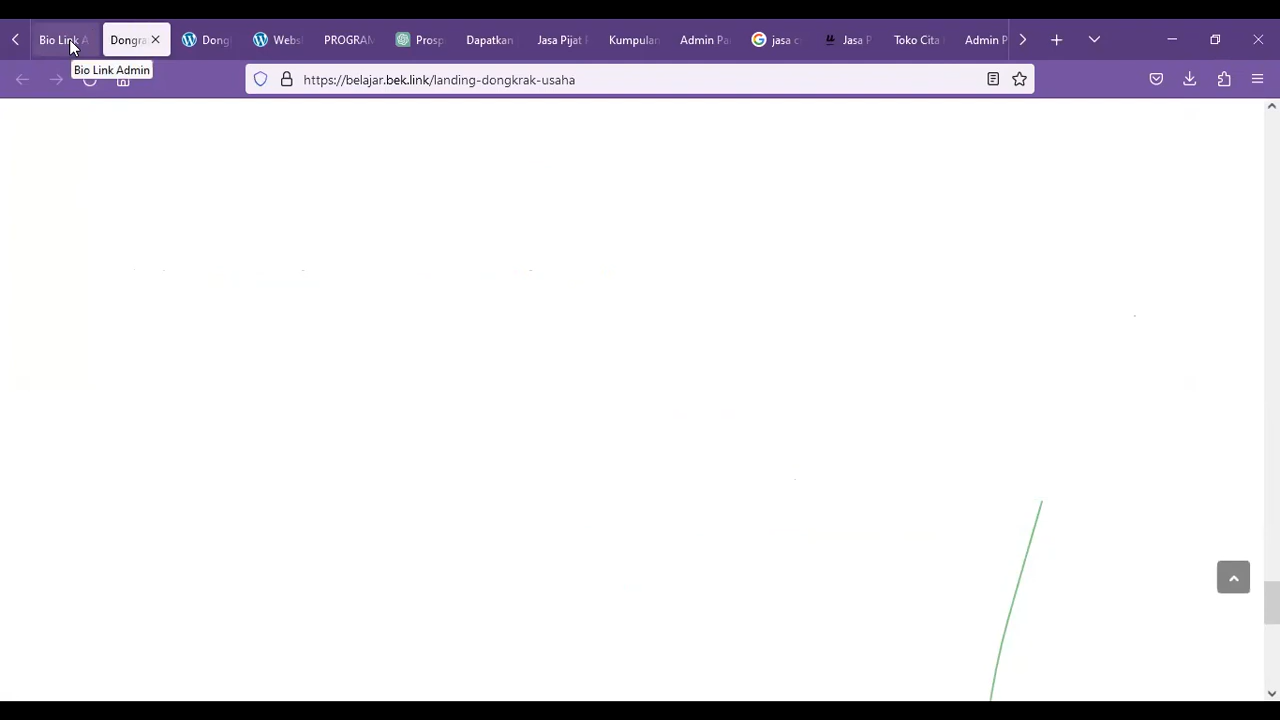 Bio Link A
Dongra
Dong
Websi
PROGRAM
Prosp
Dapatkan
Jasa Pijat
Kumpulan
Admin Pa
jasa c
Jasa P
Toko Cita
Admin P
Bio Link Admin
https://belajar.bek.link/landing-dongkrak-usaha